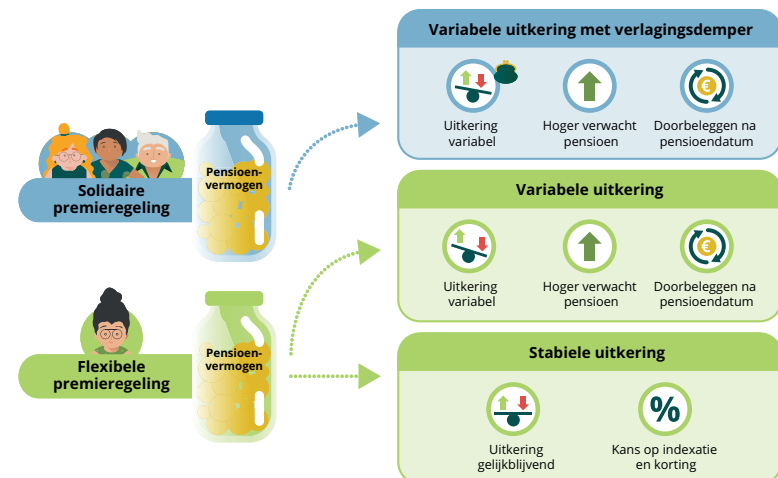 Solidaire
premieregeling
Pensioen-
vermogen
Variabele uitkering met verlagingsdemper
Uitkering
variabel
Hoger verwacht
pensioen
€
Doorbeleggen na
pensioendatum
Flexibele
premieregeling
Pensioen-
vermogen
Variabele uitkering
Uitkering
variabel
Hoger verwacht
pensioen
€
Doorbeleggen na
pensioendatum
Stabiele uitkering
Uitkering
gelijkblijvend
%
Kans op indexatie
en korting